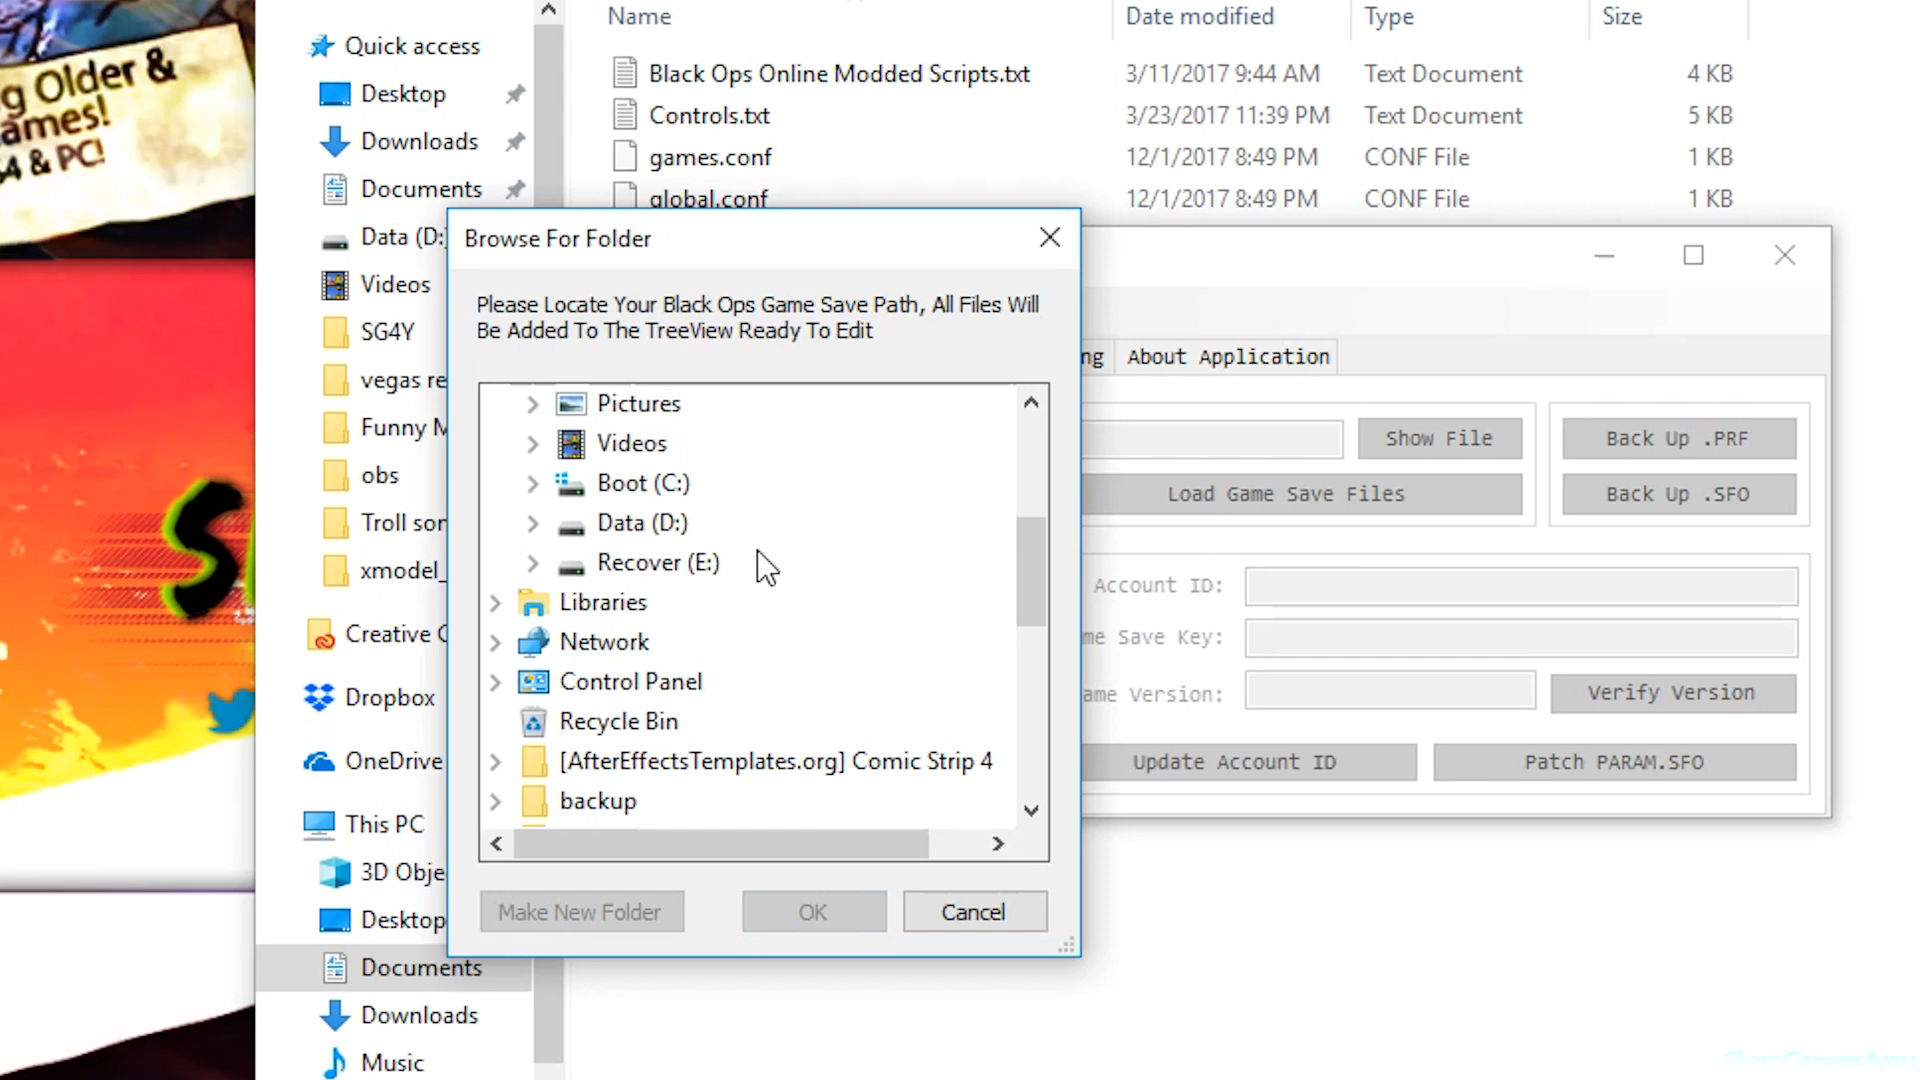 g Older &
ames!
4 & PC!
Quick access
Desktop
Downloads
Documents
Data (D:
Videos
SG4Y
vegas re
Funny M
obs
Troll son
xmodel_
Creative C
Dropbox
OneDrive
This PC
3D Obje
Desktop
Documents
Downloads
Music
Name Date modified Type Size
Black Ops Online Modded Scripts.txt 3/11/2017 9:44 AM Text Document 4 KB
Controls.txt 3/23/2017 11:39 PM Text Document 5 KB
games.conf 12/1/2017 8:49 PM CONF File 1 KB
global.conf 12/1/2017 8:49 PM CONF File 1 KB
Browse For Folder
Please Locate Your Black Ops Game Save Path, All Files Will
Be Added To The TreeView Ready To Edit
Pictures
Videos
Boot (C:)
Data (D:)
Recover (E:)
Libraries
Network
Control Panel
Recycle Bin
[AfterEffectsTemplates.org] Comic Strip 4
backup
Make New Folder OK Cancel
ng About Application
Show File Back Up .PRF
Load Game Save Files Back Up .SFO
Account ID:
me Save Key:
ame Version: Verify Version
Update Account ID Patch PARAM.SFO